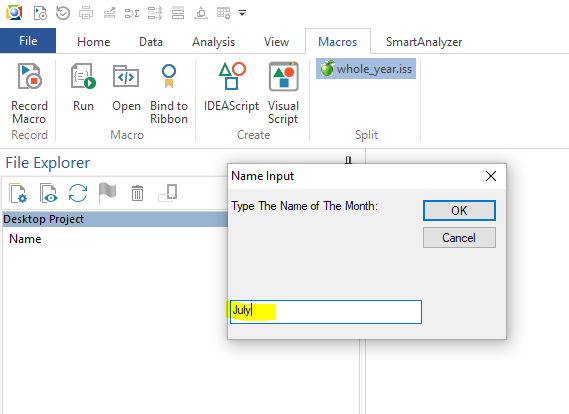 File Home Data Analysis View Macros SmartAnalyzer
Record Macro
Run
Open
Bind to Ribbon
IDEAScript
Visual Script
whole_year.iss
Record Macro Create Split
File Explorer
Desktop Project
Name
Name Input
Type The Name of The Month:
OK
Cancel
July